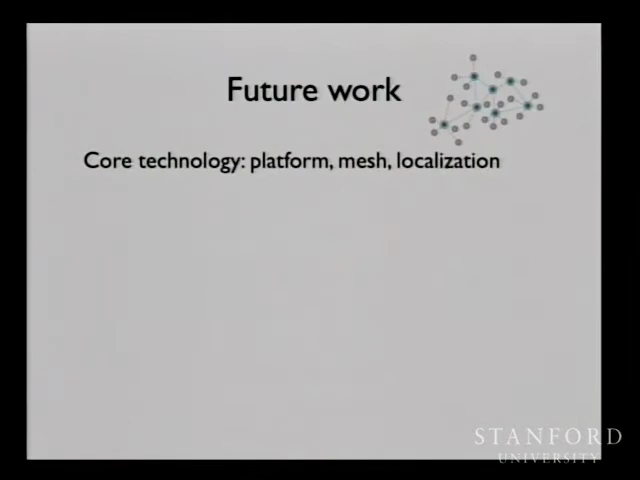 Future work
Core technology: platform, mesh, localization
STANFORD
UNIVERSITY